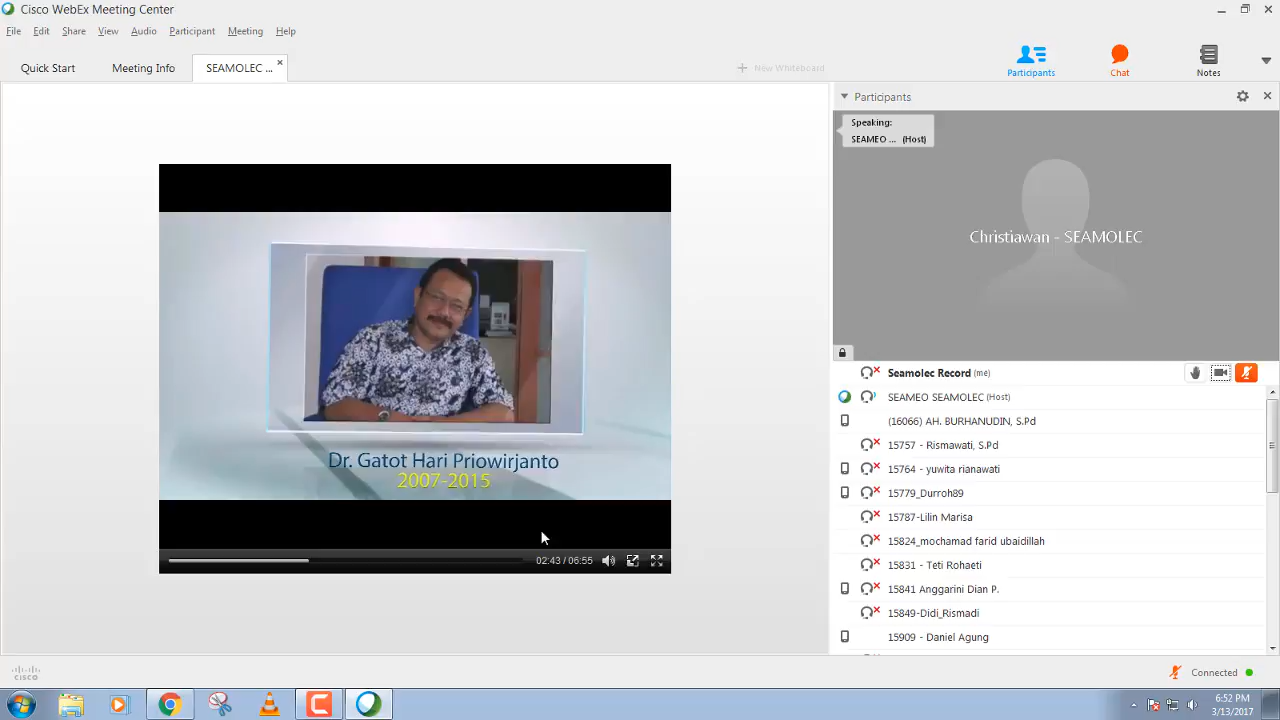 Cisco WebEx Meeting Center
File Edit Share View Audio Participant Meeting Help
Quick Start
Meeting Info
SEAMOLEC ...
New Whiteboard
Participants
Chat
Notes
Participants
Speaking:
SEAMEO ... (Host)
Christiawan - SEAMOLEC
Dr. Gatot Hari Priowirjanto
2007-2015
02:43 / 06:55
Seamolec Record (me)
SEAMEO SEAMOLEC (Host)
(16066) AH. BURHANUDIN, S.Pd
15757 - Rismawati, S.Pd
15764 - yuwita rianawati
15779_Durroh89
15787-Lilin Marisa
15824_mochamad farid ubaidillah
15831 - Teti Rohaeti
15841 Anggarini Dian P.
15849-Didi_Rismadi
15909 - Daniel Agung
cisco
Connected
6:52 PM
3/13/2017